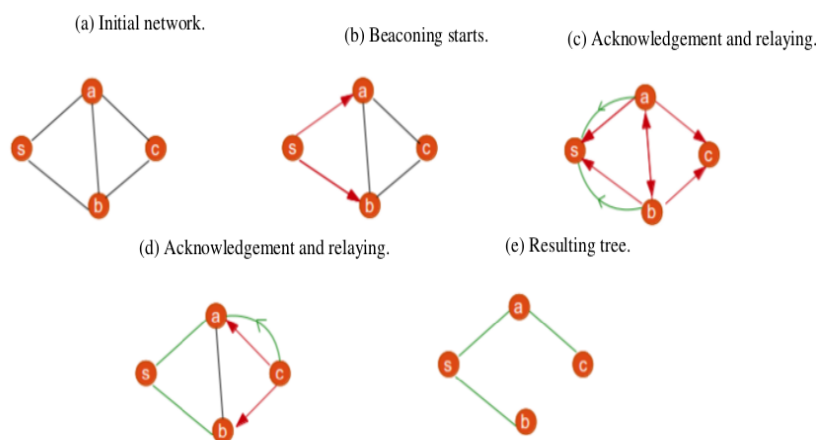 (a) Initial network.
(b) Beaconing starts.
(c) Acknowledgement and relaying.
a
s
c
b
a
s
c
b
a
s
c
b
(d) Acknowledgement and relaying.
(e) Resulting tree.
a
s
c
b
a
s
c
b